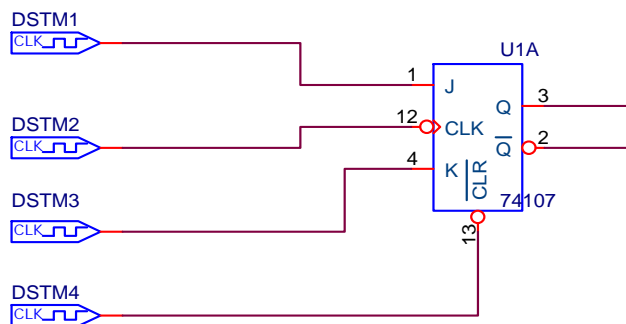 DSTM1
CLK
U1A
1
J
Q
3
DSTM2
CLK
12
CLK
Q
2
4
K
CLR
74107
DSTM3
CLK
13
DSTM4
CLK